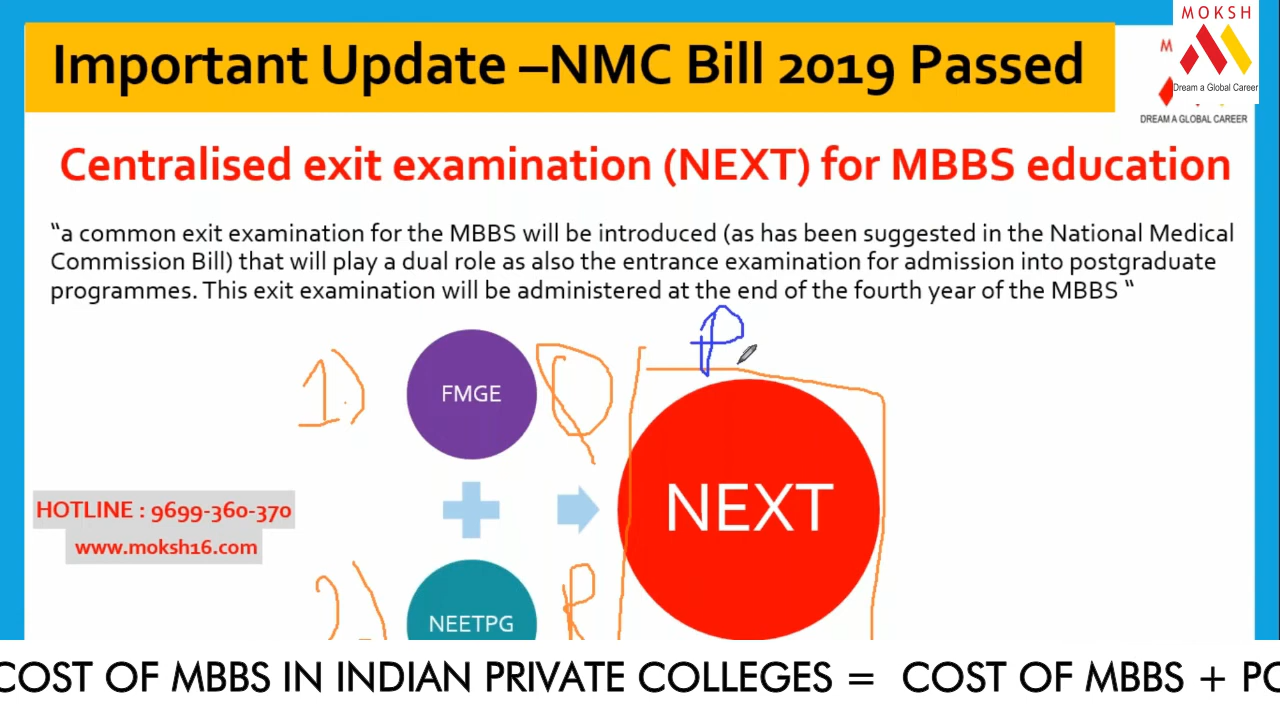 MOKSH
Important Update –NMC Bill 2019 Passed
M
Dream a Global Career
DREAM A GLOBAL CAREER
Centralised exit examination (NEXT) for MBBS education
“a common exit examination for the MBBS will be introduced (as has been suggested in the National Medical
Commission Bill) that will play a dual role as also the entrance examination for admission into postgraduate
programmes. This exit examination will be administered at the end of the fourth year of the MBBS “
P
1)
FMGE
Q
NEXT
HOTLINE : 9699-360-370
www.moksh16.com
2)
NEETPG
R
COST OF MBBS IN INDIAN PRIVATE COLLEGES = COST OF MBBS +